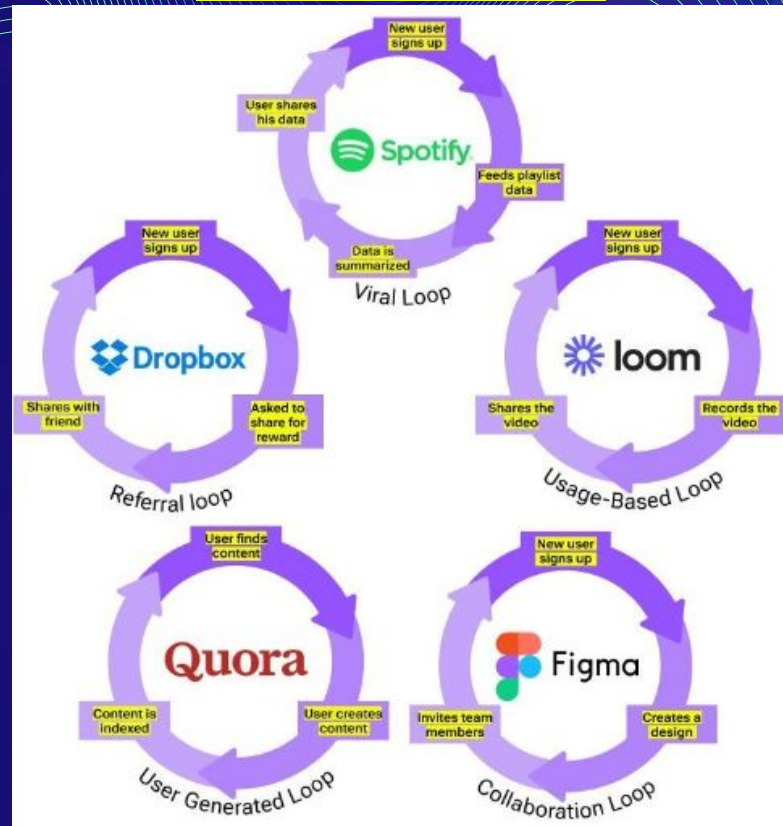 New user
signs up
User shares
his data
Spotify
Feeds playlist
data
Data is
summarized
Viral Loop
New user
signs up
Dropbox
Shares with
friend
Asked to
share for
reward
Referral loop
New user
signs up
loom
Shares the
video
Records the
video
Usage-Based Loop
User finds
content
Quora
Content is
indexed
User creates
content
User Generated Loop
New user
signs up
Figma
Invites team
members
Creates a
design
Collaboration Loop